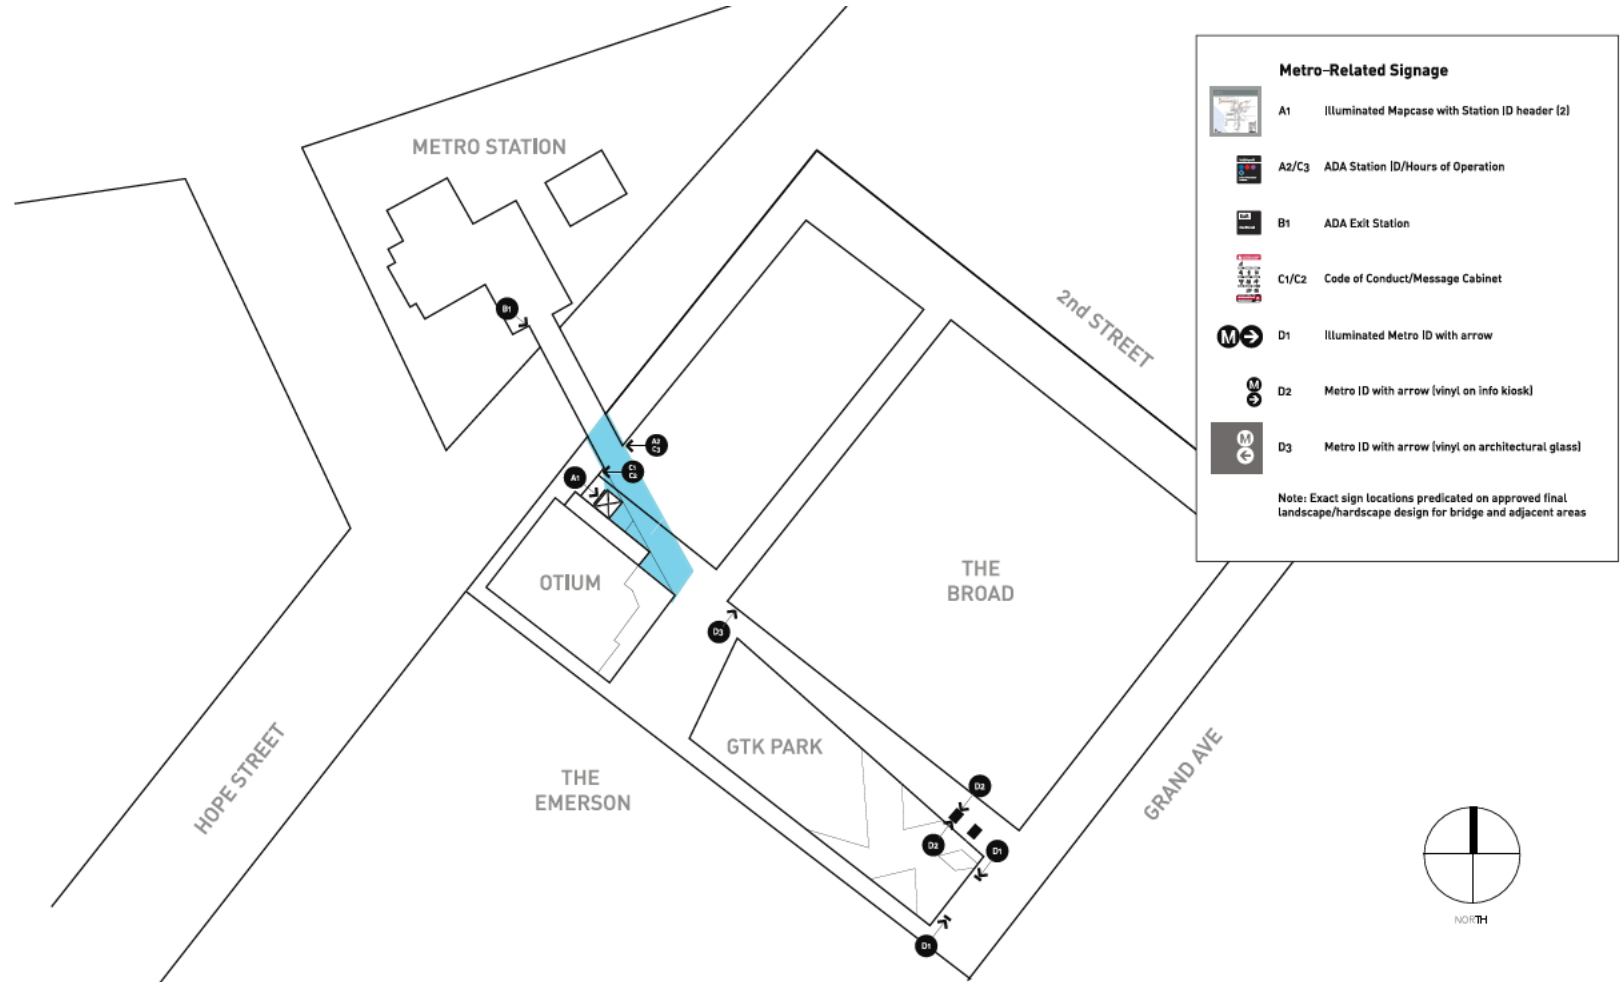 METRO STATION
2nd STREET
B1
A2
C3
C1
C2
A1
OTIUM
THE
BROAD
D3
GTK PARK
HOPE STREET
THE
EMERSON
GRAND AVE
D2
D2
D1
D1
Metro-Related Signage
A1 Illuminated Mapcase with Station ID header (2)
A2/C3 ADA Station ID/Hours of Operation
B1 ADA Exit Station
C1/C2 Code of Conduct/Message Cabinet
M D1 Illuminated Metro ID with arrow
M D2 Metro ID with arrow (vinyl on info kiosk)
M D3 Metro ID with arrow (vinyl on architectural glass)
Note: Exact sign locations predicated on approved final
landscape/hardscape design for bridge and adjacent areas
NORTH